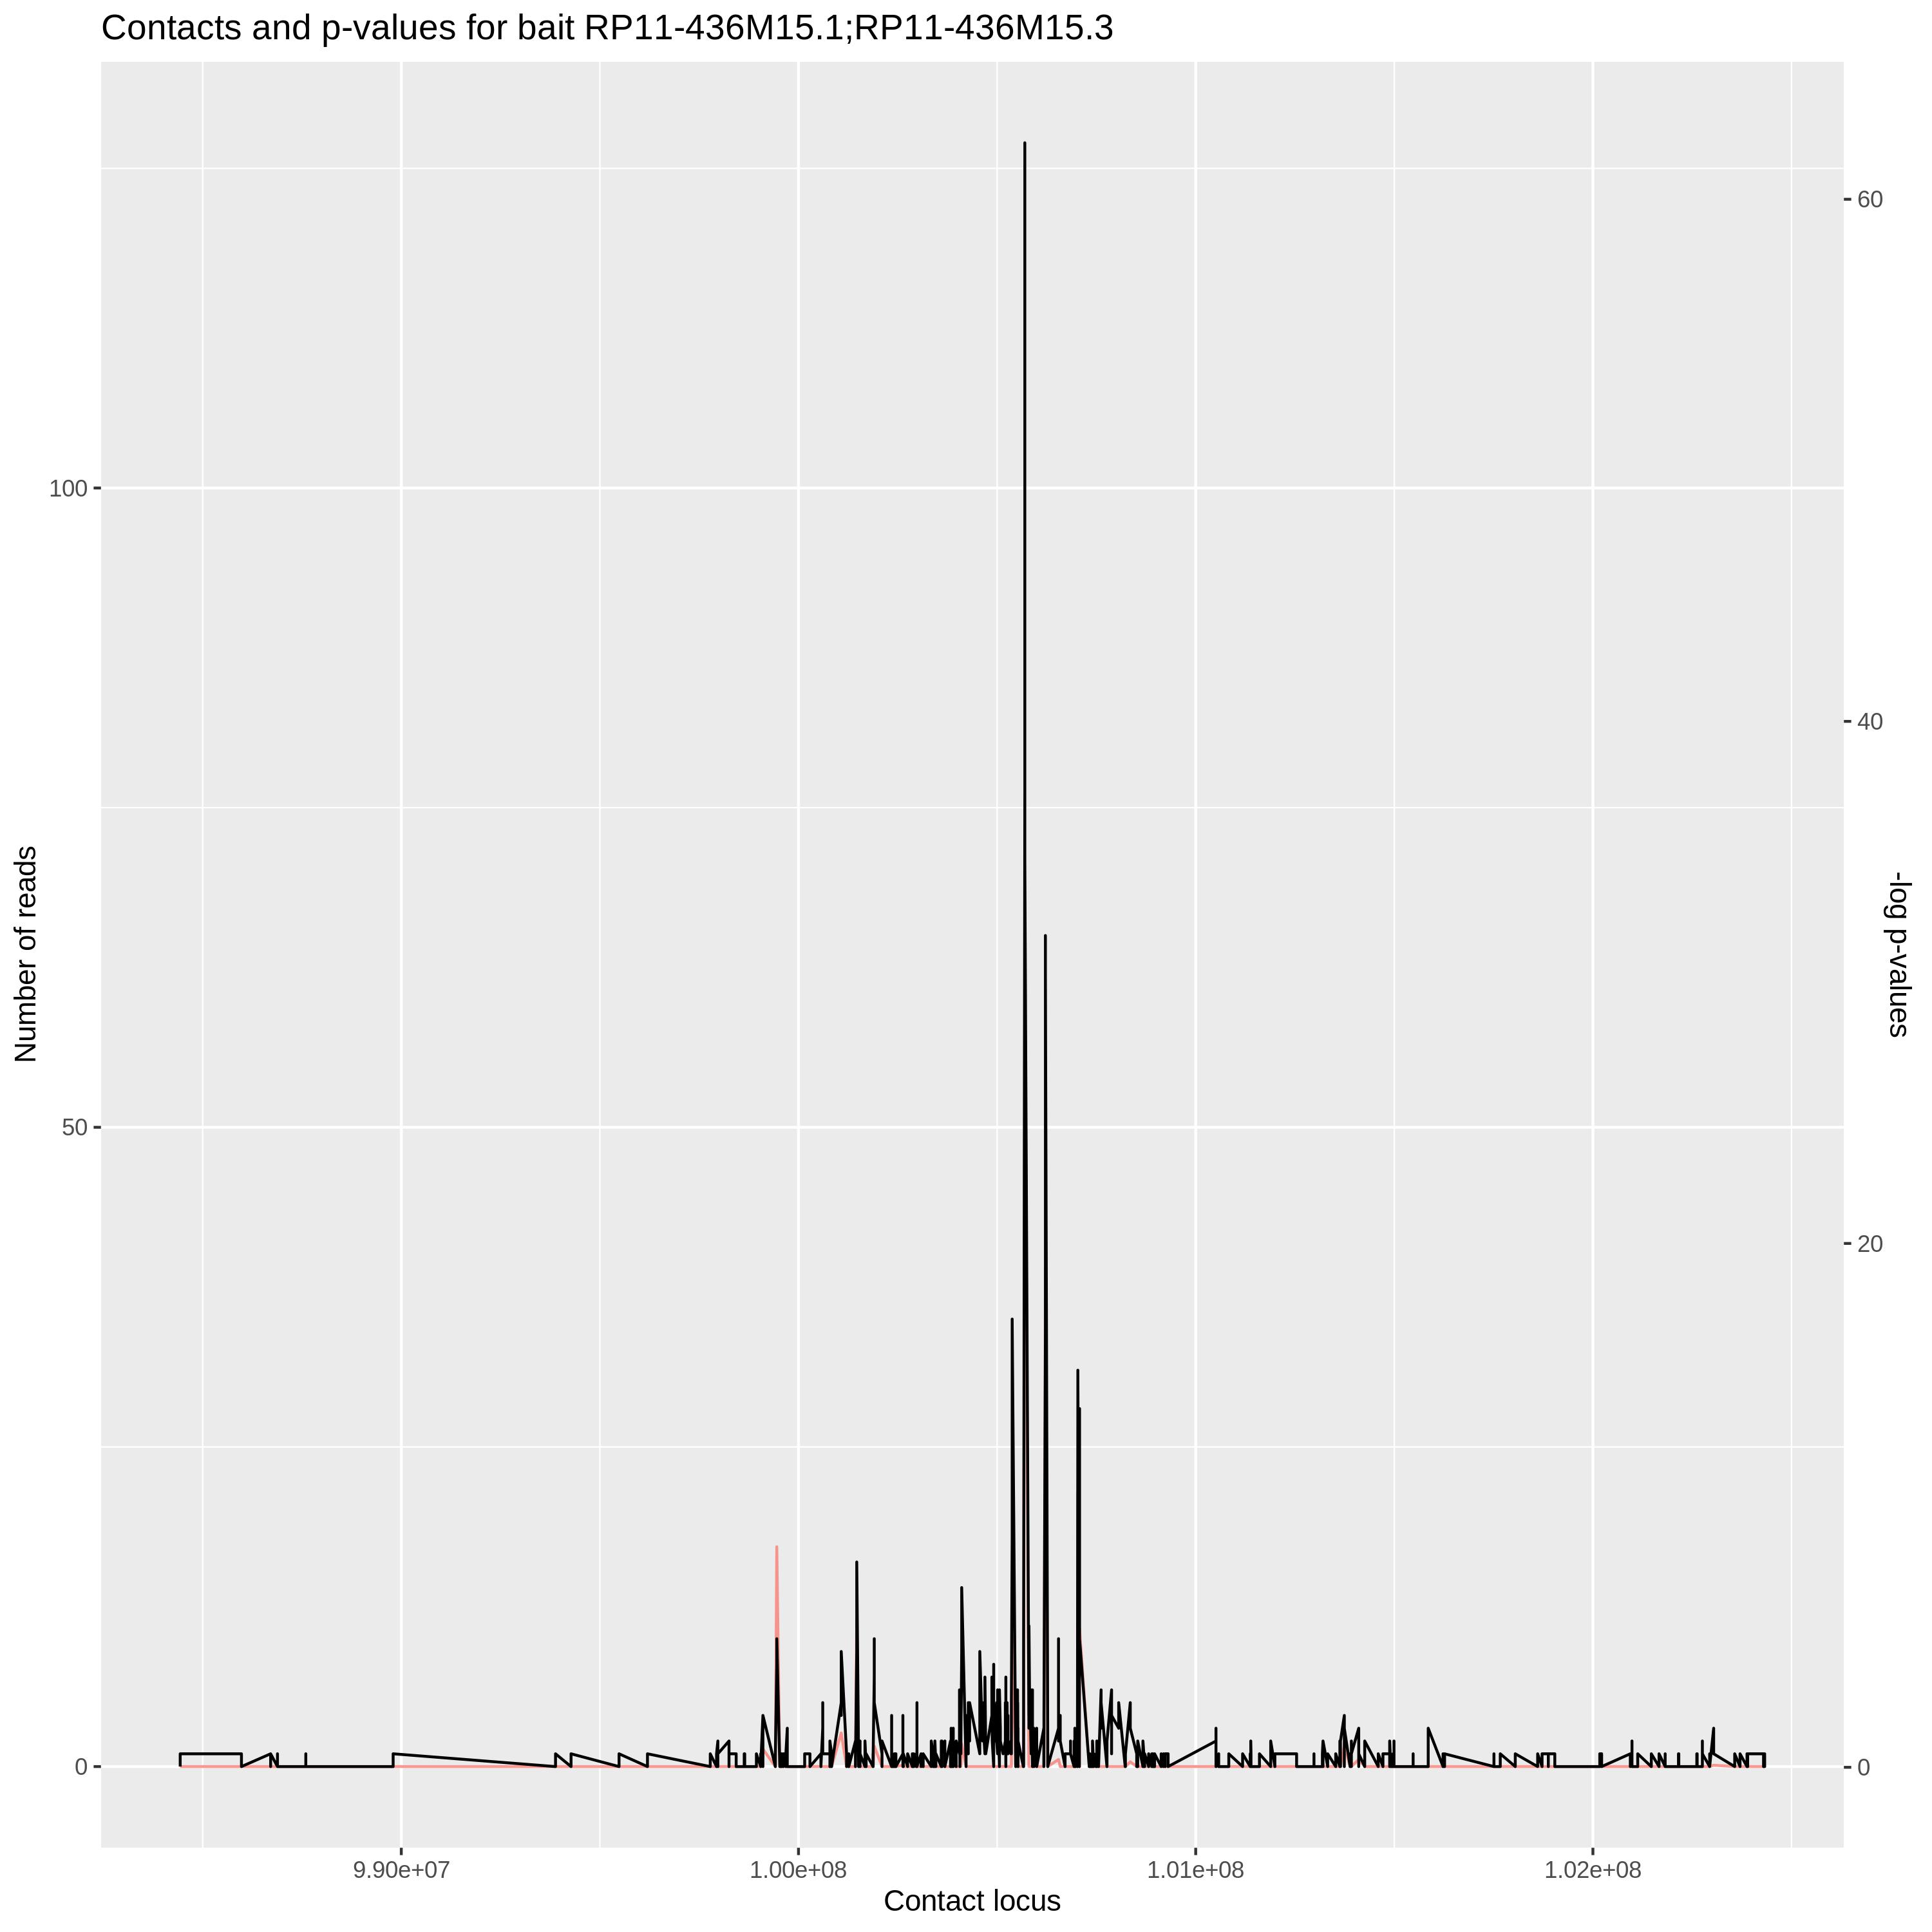 Contacts and p-values for bait RP11-436M15.1;RP11-436M15.3
60
100
40
Number of reads
-log p-values
50
20
0
0
9.90e+07
1.00e+08
1.01e+08
1.02e+08
Contact locus